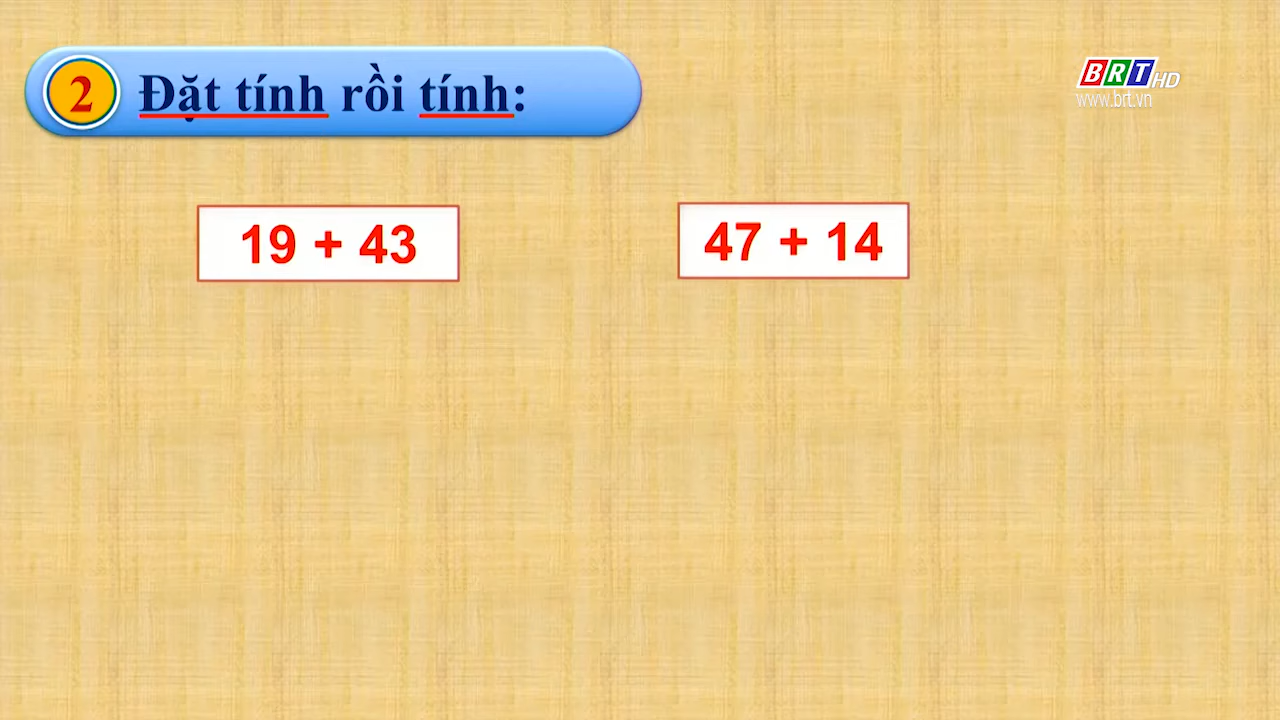 2 Đặt tính rồi tính:
BRT HD
www.brt.vn
19 + 43
47 + 14